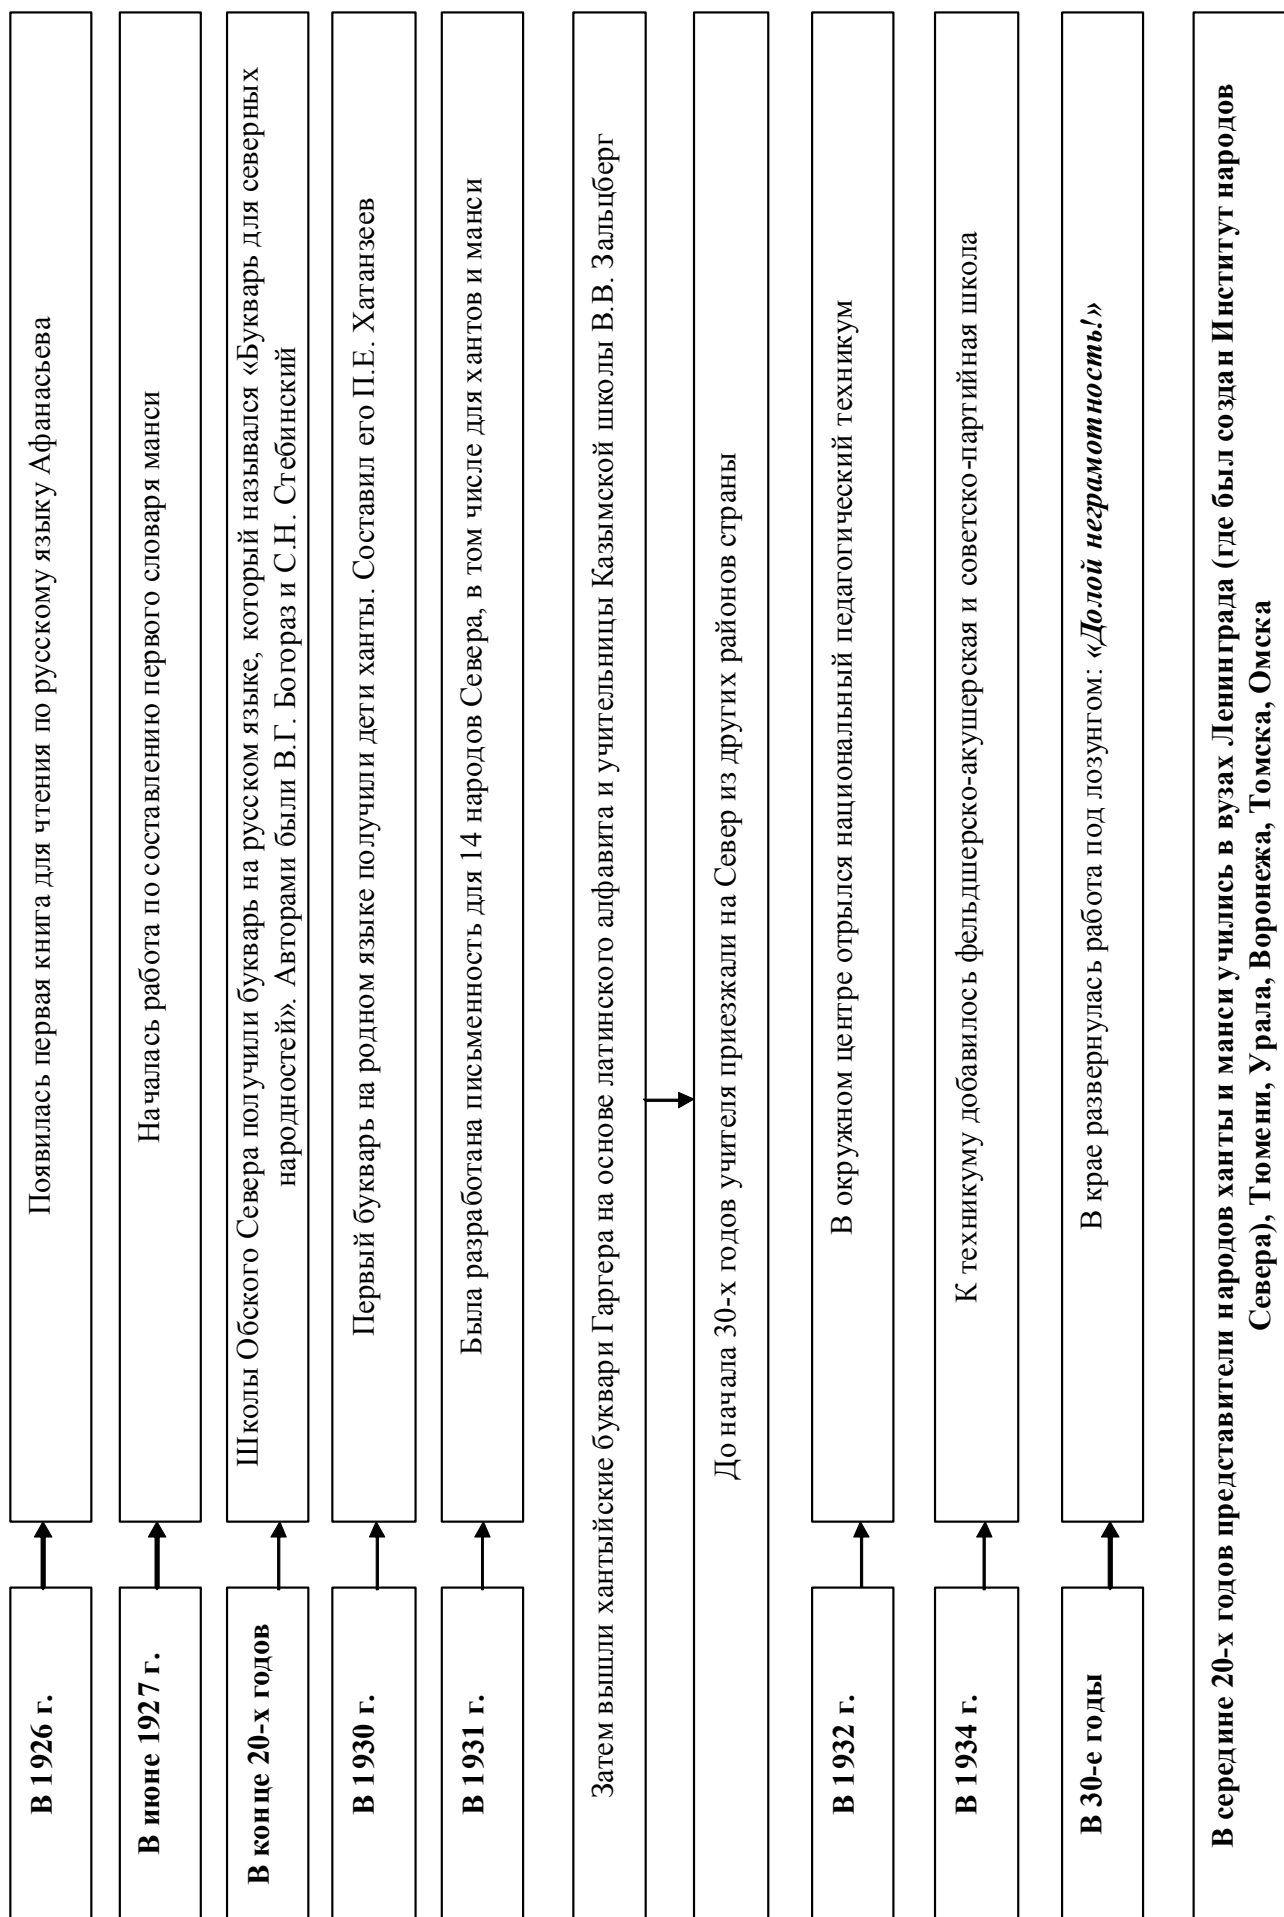 В 1926 г.
Появилась первая книга для чтения по русскому языку Афанасьева
В июне 1927 г.
Началась работа по составлению первого словаря манси
В конце 20-х годов
Школы Обского Севера получили букварь на русском языке, который назывался «Букварь для северных
народностей». Авторами были В.Г. Богораз и С.Н. Стебинский
В 1930 г.
Первый букварь на родном языке получили дети ханты. Составил его П.Е. Хатанзеев
В 1931 г.
Была разработана письменность для 14 народов Севера, в том числе для хантов и манси
Затем вышли хантыйские буквари Гаргера на основе латинского алфавита и учительницы Казымской школы В.В. Зальцберг
До начала 30-х годов учителя приезжали на Север из других районов страны
В 1932 г.
В окружном центре отрылся национальный педагогический техникум
В 1934 г.
К техникуму добавилось фельдшерско-акушерская и советско-партийная школа
В 30-е годы
В крае развернулась работа под лозунгом: «Долой неграмотность!»
В середине 20-х годов представители народов ханты и манси учились в вузах Ленинграда (где был создан Институт народов
Севера), Тюмени, Урала, Воронежа, Томска, Омска